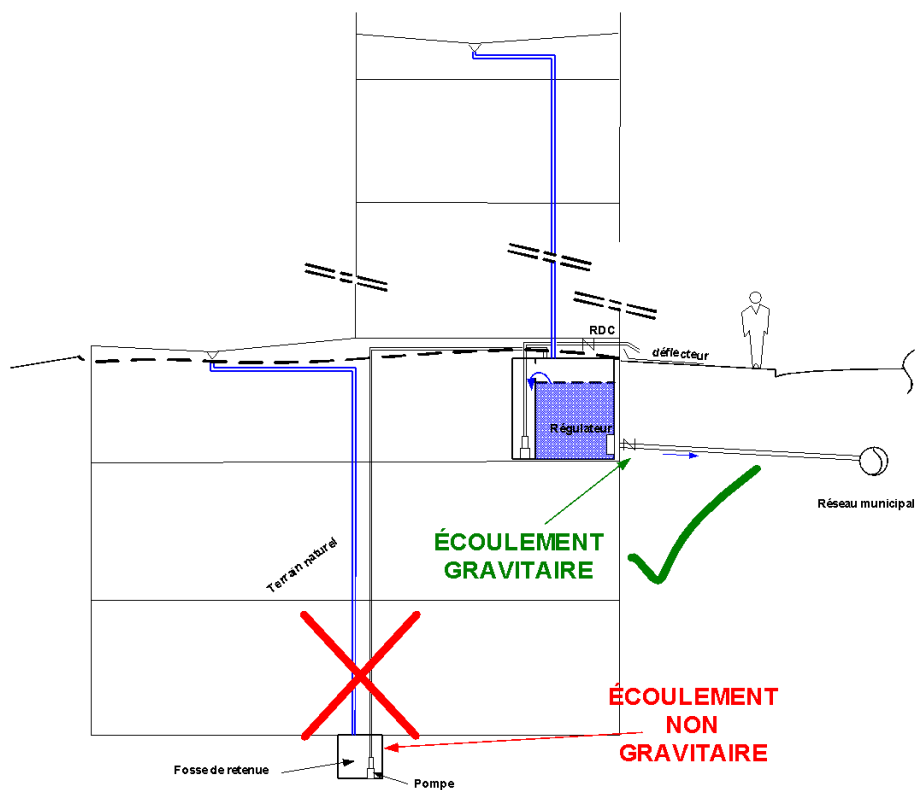 RDC
déflecteur
Régulateur
Réseau municipal
ÉCOULEMENT
GRAVITAIRE
Terrain naturel
ÉCOULEMENT
NON
GRAVITAIRE
Fosse de retenue
Pompe